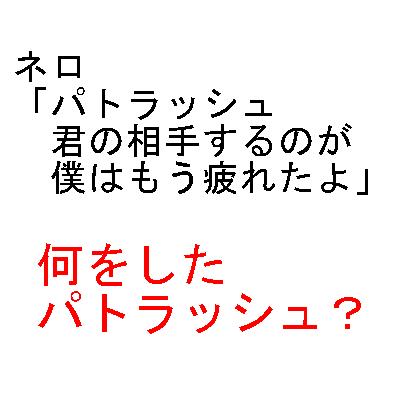 ネロ
「パトラッシュ
君の相手するのが
僕はもう疲れたよ」
何をした
パトラッシュ？